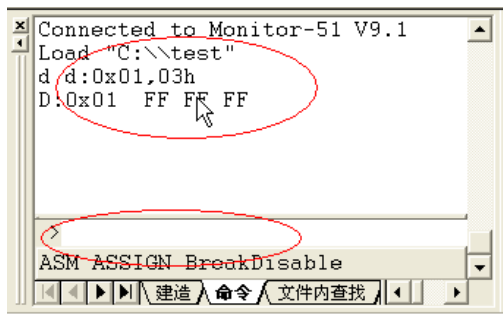 Connected to Monitor-51 V9.1
Load "C:\\test"
d d:0x01,03h
D:0x01  FF FF FF
>
ASM ASSIGN BreakDisable
建造 命令 文件内查找